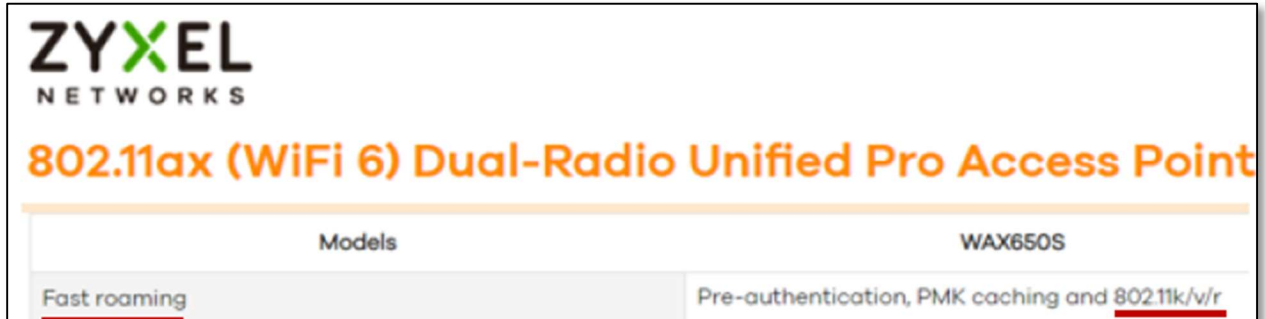 ZYXEL
NETWORKS
802.11ax (WiFi 6) Dual-Radio Unified Pro Access Point
Models WAX650S
Fast roaming Pre-authentication, PMK caching and 802.11k/v/r